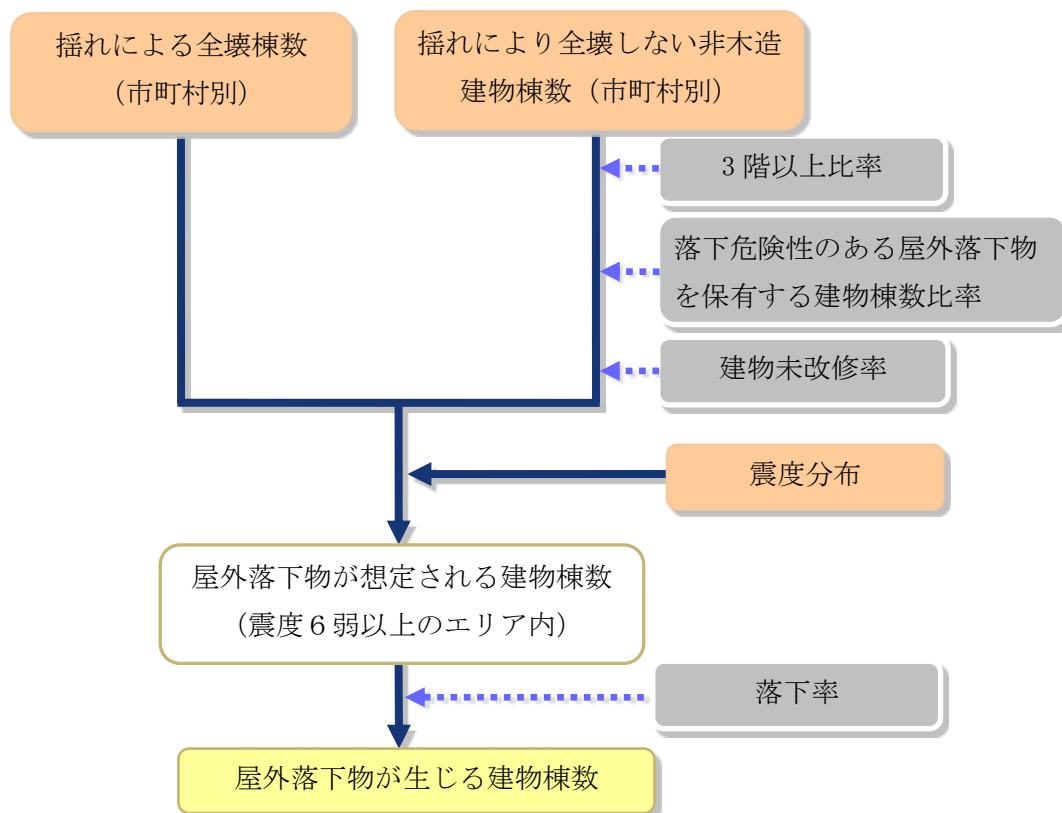 揺れによる全壊棟数
（市町村別）
揺れにより全壊しない非木造
建物棟数（市町村別）
３階以上比率
落下危険性のある屋外落下物
を保有する建物棟数比率
建物未改修率
震度分布
屋外落下物が想定される建物棟数
（震度６弱以上のエリア内）
落下率
屋外落下物が生じる建物棟数